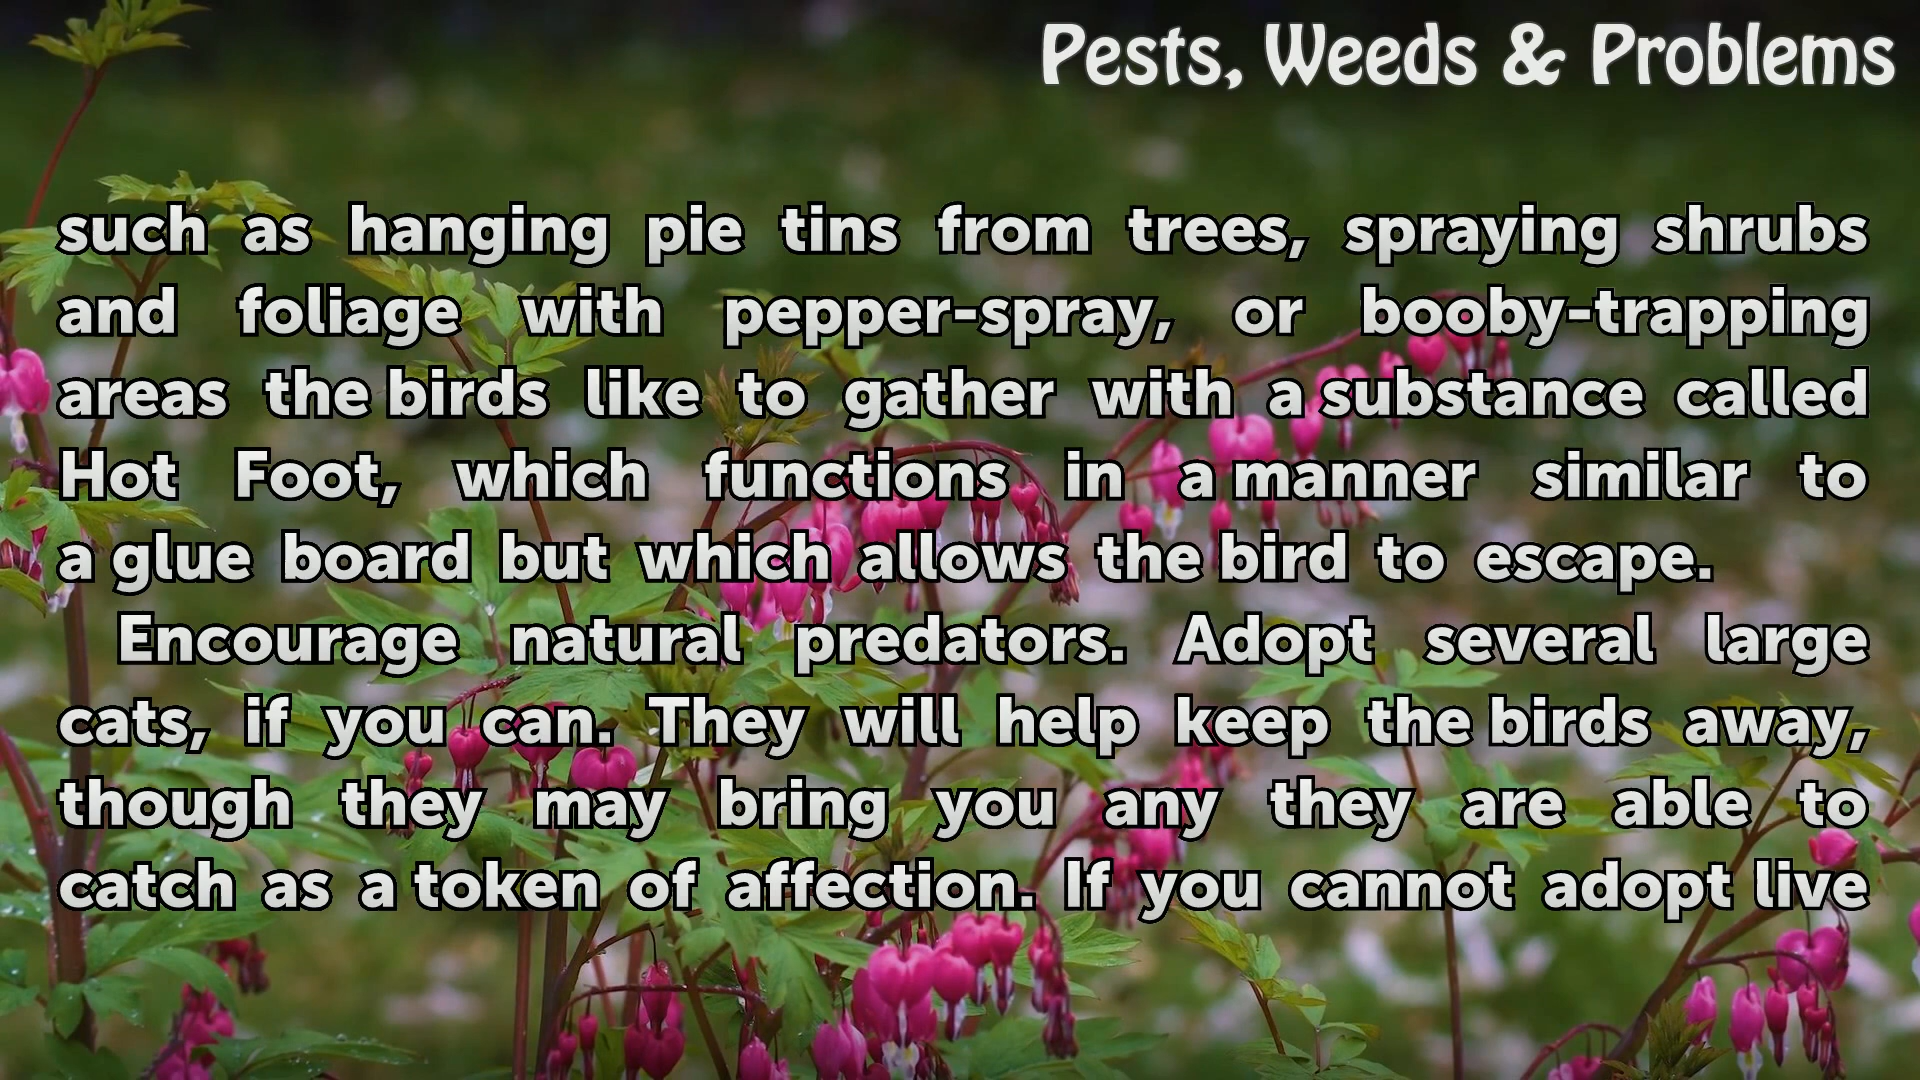 Pests, Weeds & Problems
such as hanging pie tins from trees, spraying shrubs
and foliage with pepper-spray, or booby-trapping
areas the birds like to gather with a substance called
Hot Foot, which functions in a manner similar to
a glue board but which allows the bird to escape.
Encourage natural predators. Adopt several large
cats, if you can. They will help keep the birds away,
though they may bring you any they are able to
catch as a token of affection. If you cannot adopt live